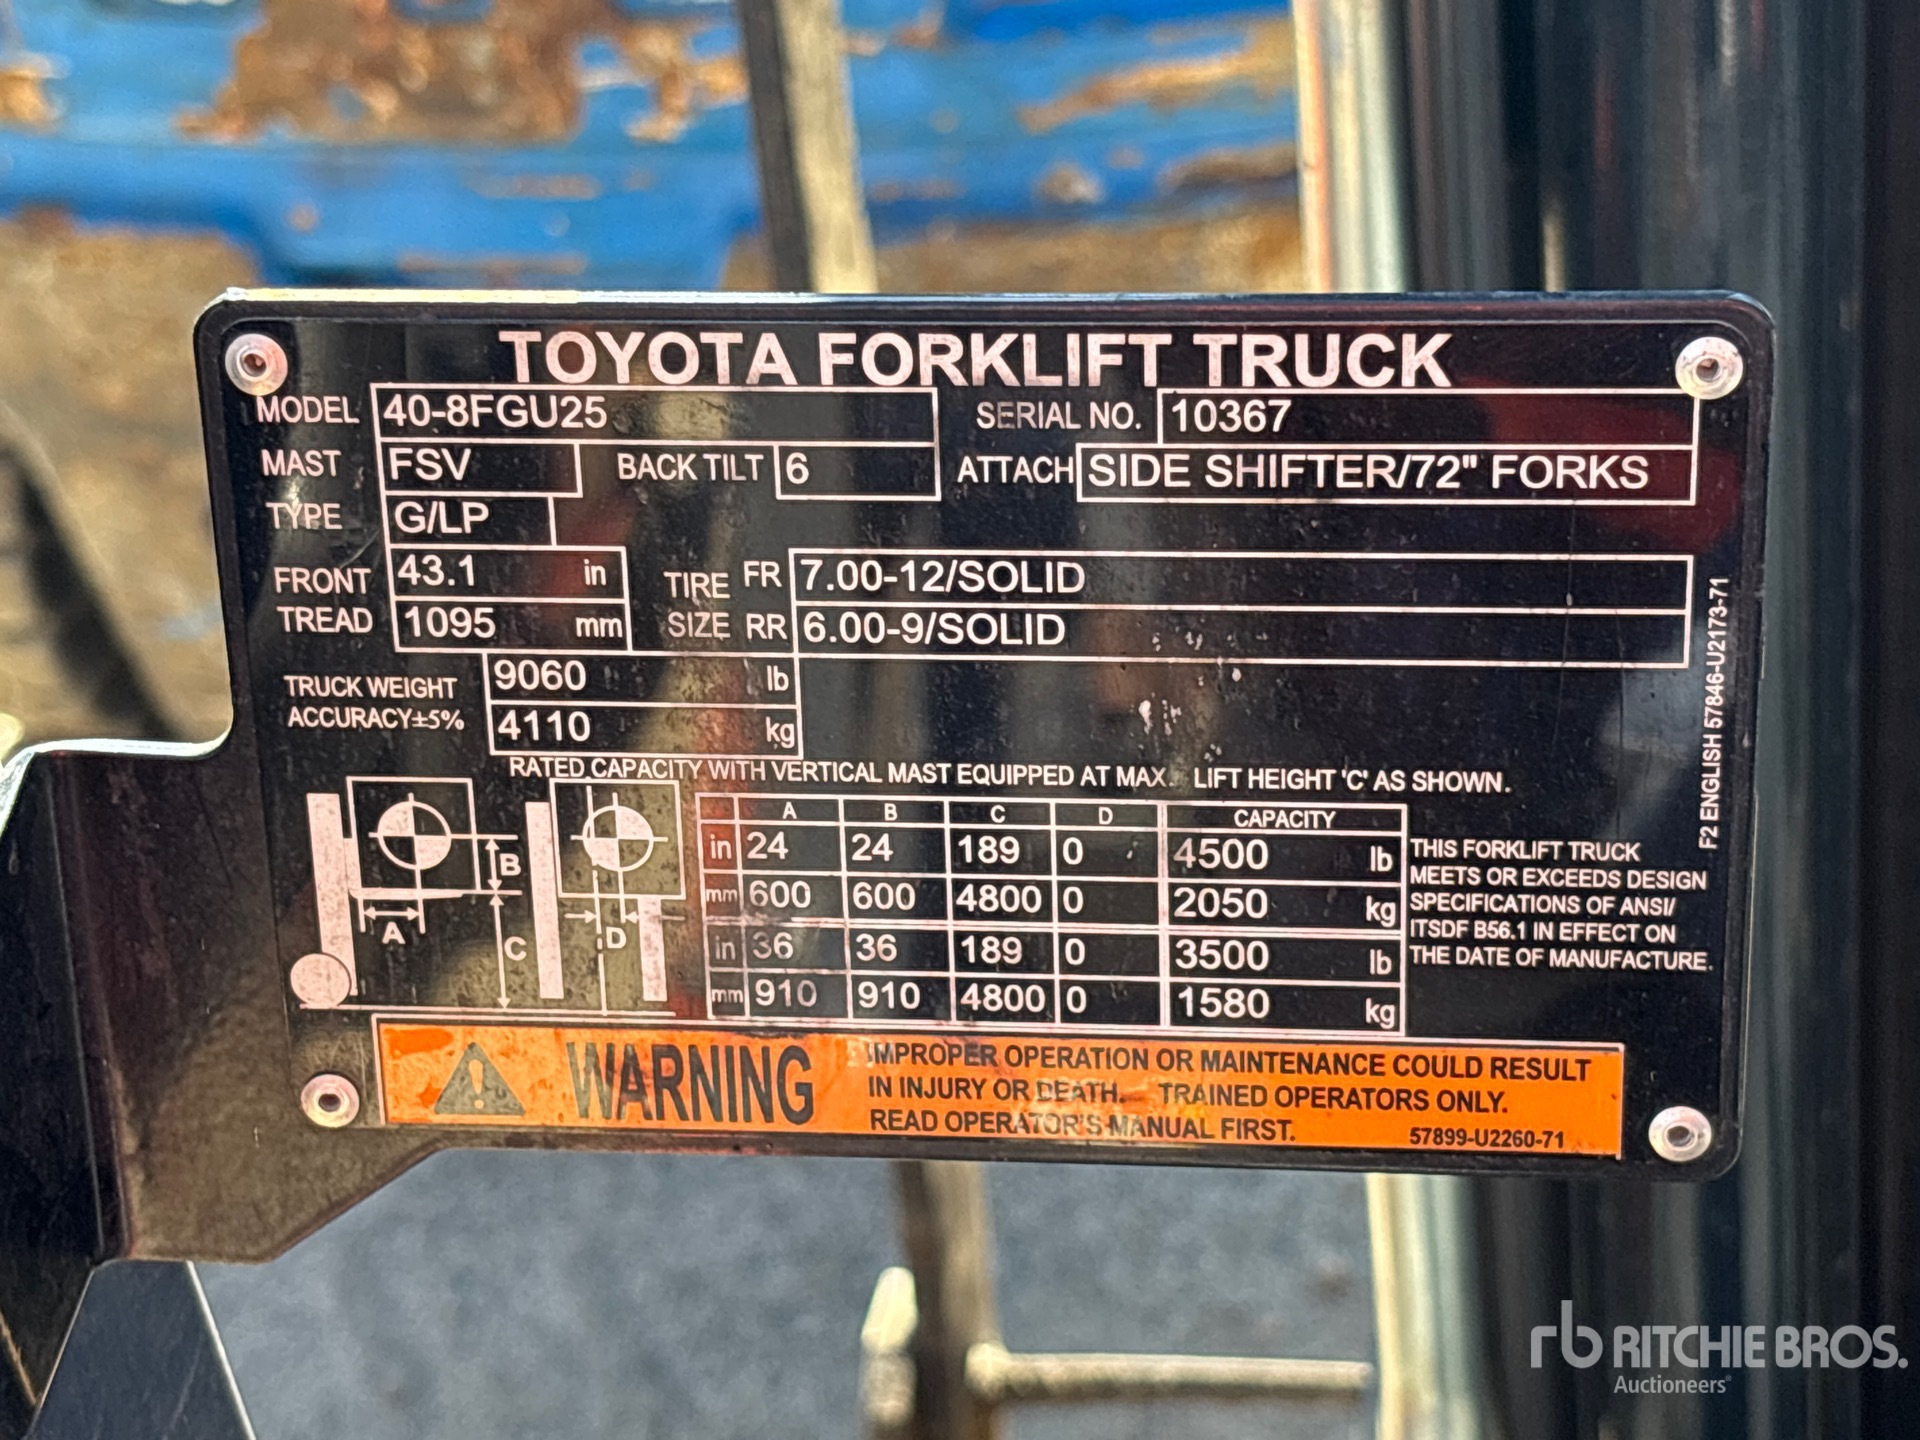 TOYOTA FORKLIFT TRUCK
MODEL 40-8FGU25 SERIAL NO. 10367
MAST FSV BACK TILT 6 ATTACH SIDE SHIFTER/72" FORKS
TYPE G/LP
FRONT TREAD 43.1 in TIRE SIZE FR 7.00-12/SOLID
1095 mm RR 6.00-9/SOLID
TRUCK WEIGHT 9060 lb
ACCURACY±5% 4110 kg
RATED CAPACITY WITH VERTICAL MAST EQUIPPED AT MAX. LIFT HEIGHT 'C' AS SHOWN.
A B C D
A B C D CAPACITY
in 24 24 189 0 4500 lb
mm 600 600 4800 0 2050 kg
in 36 36 189 0 3500 lb
mm 910 910 4800 0 1580 kg
THIS FORKLIFT TRUCK
MEETS OR EXCEEDS DESIGN
SPECIFICATIONS OF ANSI/
ITSDF B56.1 IN EFFECT ON
THE DATE OF MANUFACTURE.
F2 ENGLISH 57846-U2173-71
WARNING
IMPROPER OPERATION OR MAINTENANCE COULD RESULT
IN INJURY OR DEATH. TRAINED OPERATORS ONLY.
READ OPERATOR'S MANUAL FIRST. 57899-U2260-71
rb RITCHIE BROS.
Auctioneers